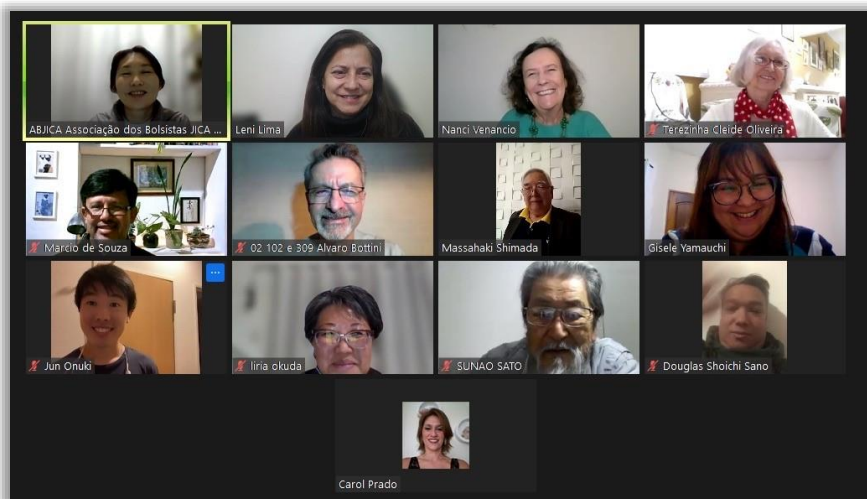 ABJICA Associação dos Bolsistas JICA ...
Leni Lima
Nanci Venancio
Terezinha Cleide Oliveira
Marcio de Souza
02 102 e 309 Alvaro Bottini
Massahaki Shimada
Gisele Yamauchi
Jun Onuki
liria okuda
SUNAO SATO
Douglas Shoichi Sano
Carol Prado